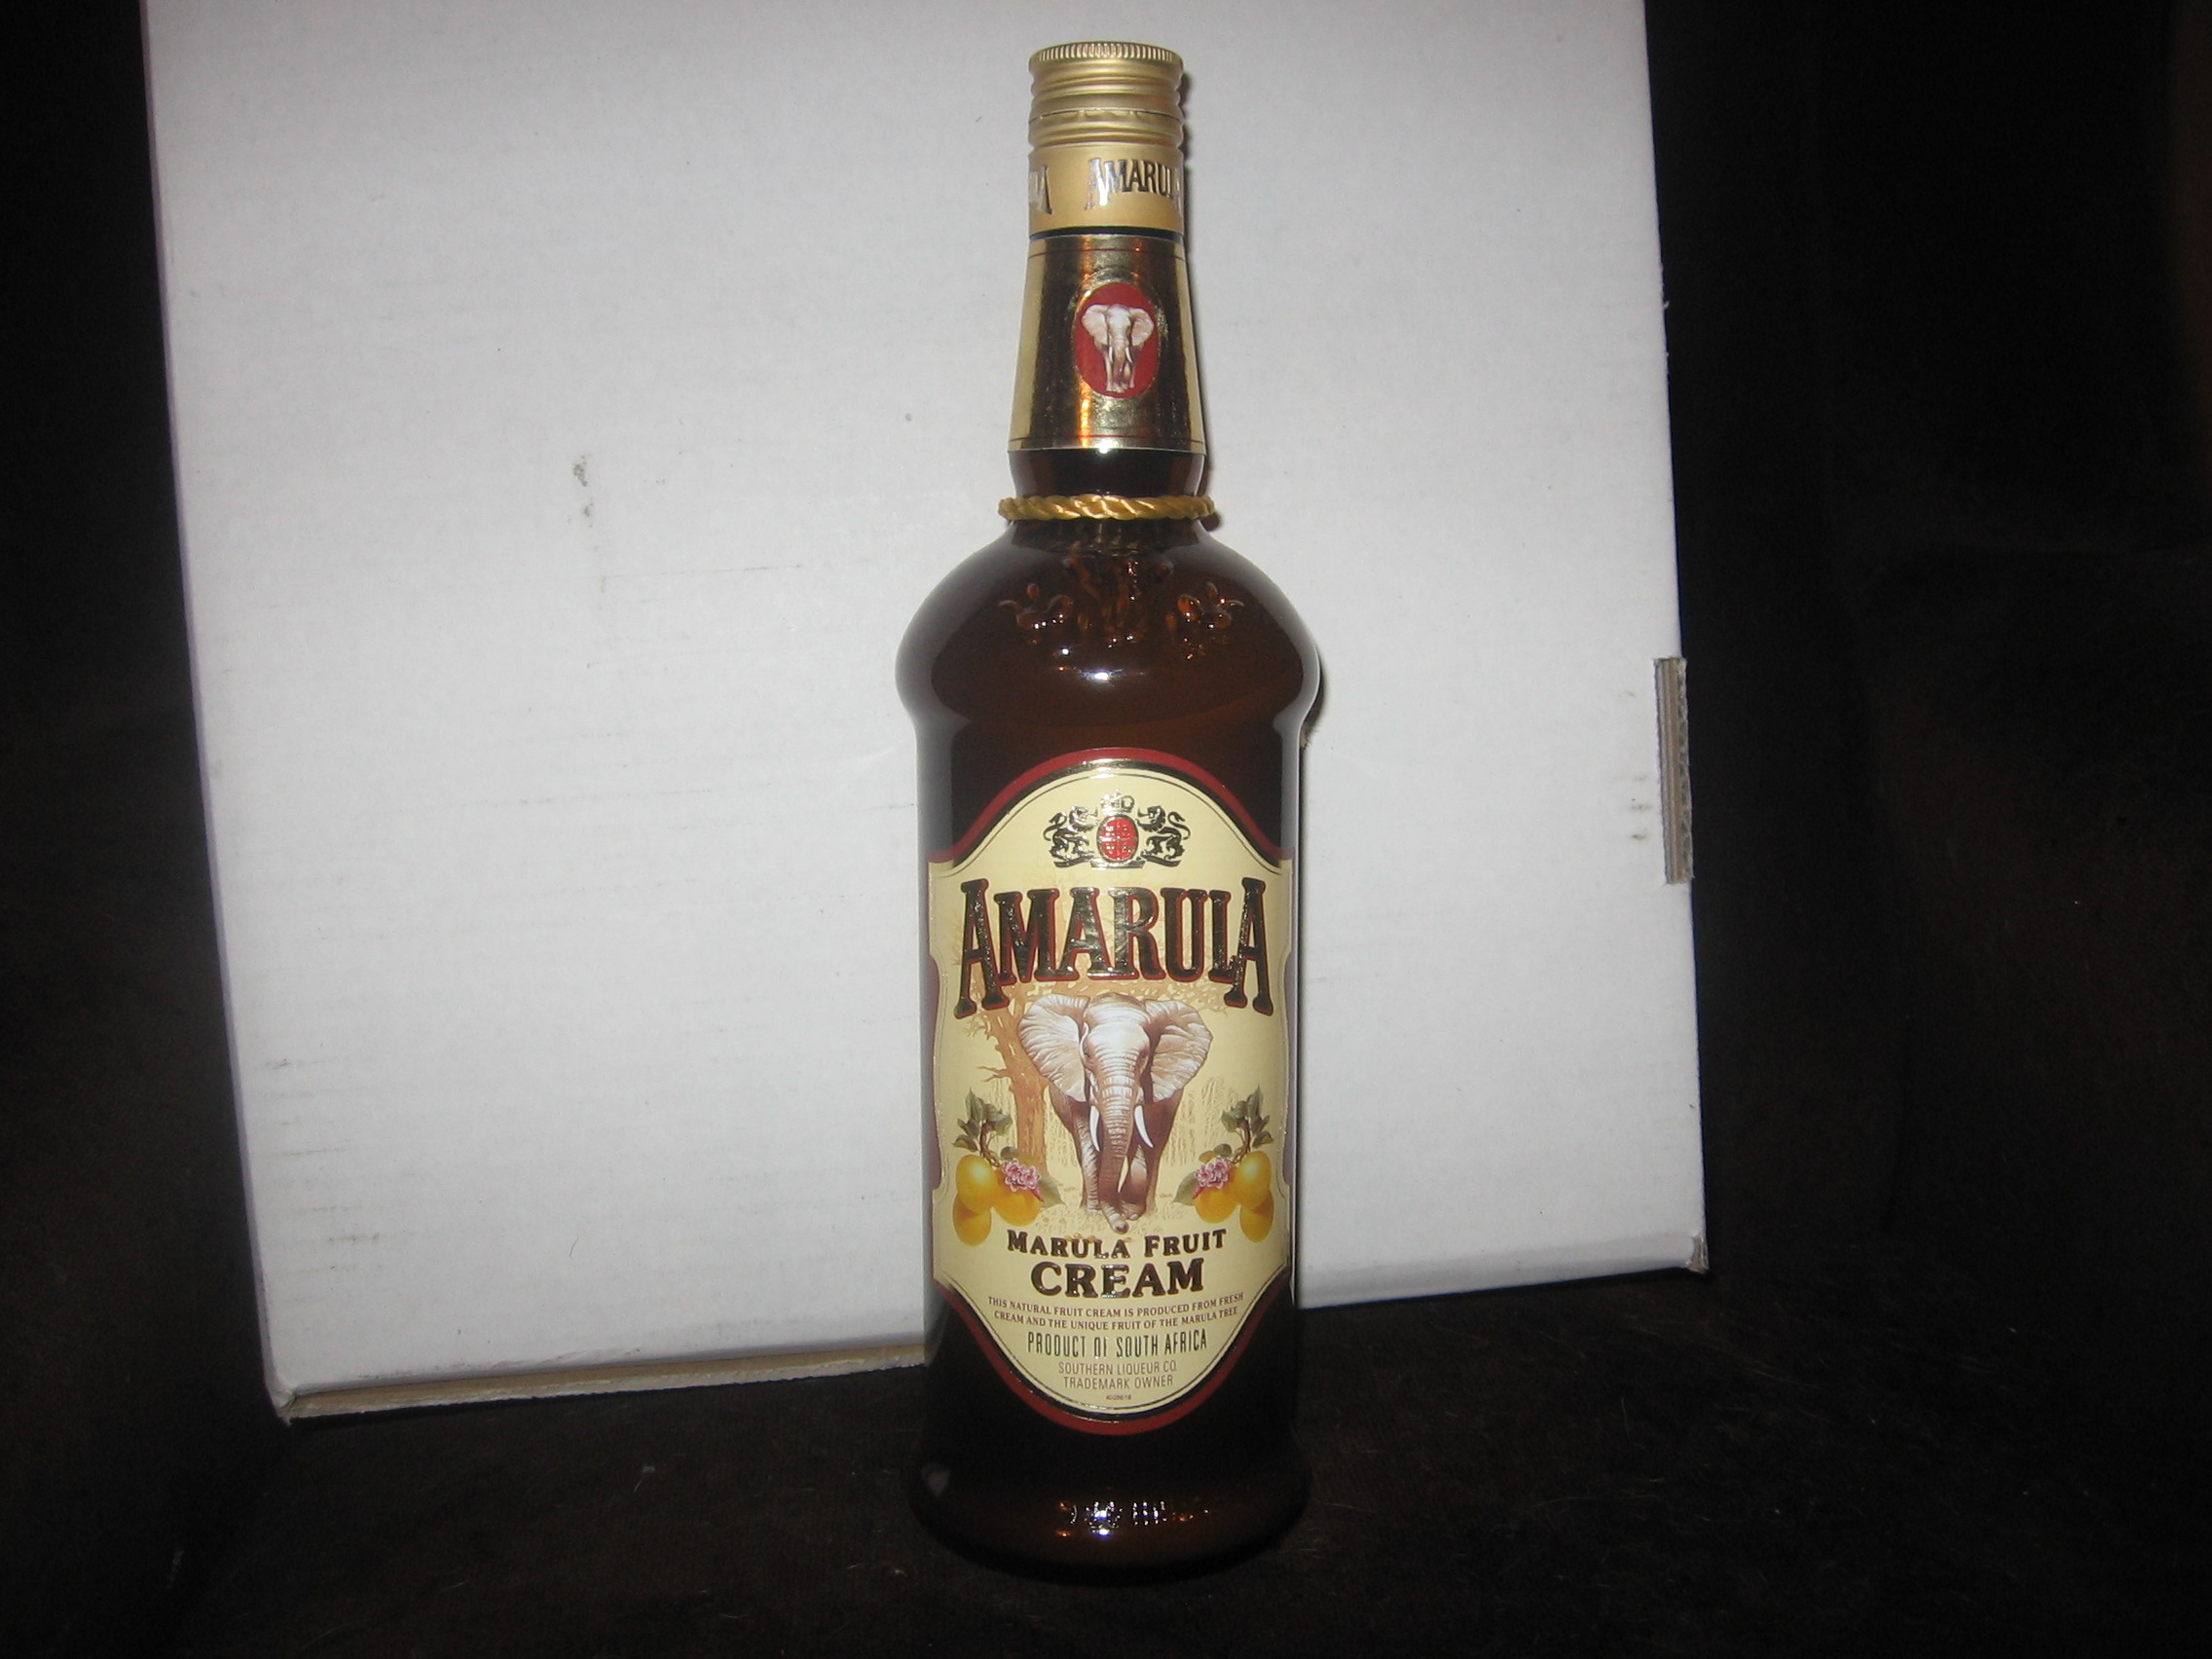 AMARUL
AMARULA
MARULA FRUIT
CREAM
THIS NATURAL FRUIT CREAM IS PRODUCED FROM FRESH
CREAM AND THE UNIQUE FRUIT OF THE MARULA TREE
PRODUCT OF SOUTH AFRICA
SOUTHERN LIQUEUR CO.
TRADEMARK OWNER